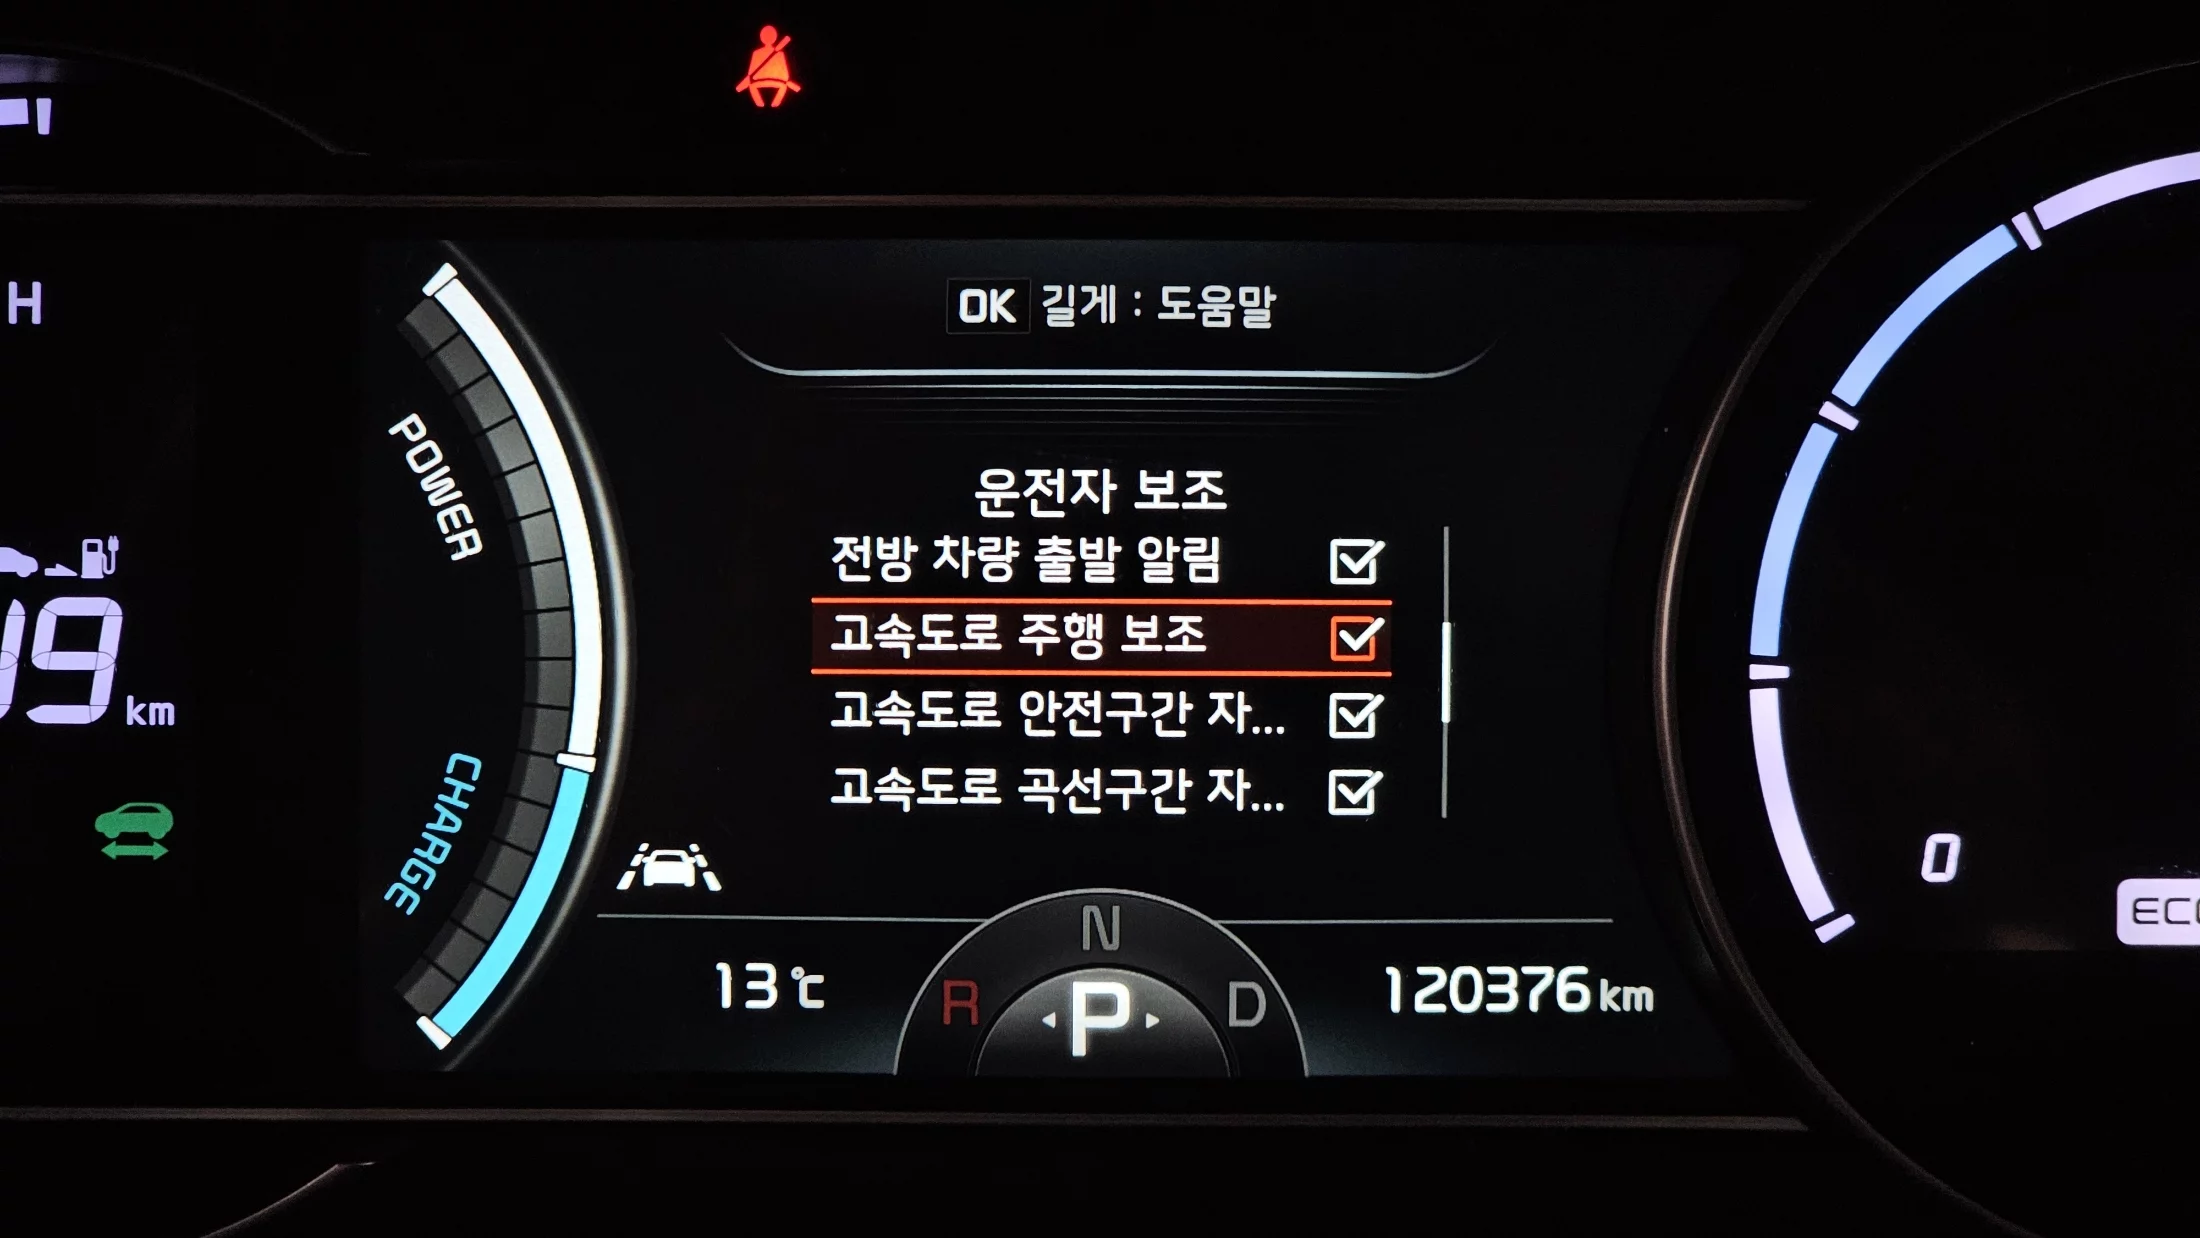 OK 길게 : 도움말
H
POWER
CHARGE
km
운전자 보조
전방 차량 출발 알림
고속도로 주행 보조
고속도로 안전구간 자...
고속도로 곡선구간 자...
13℃
R N D
P
120376 km
0